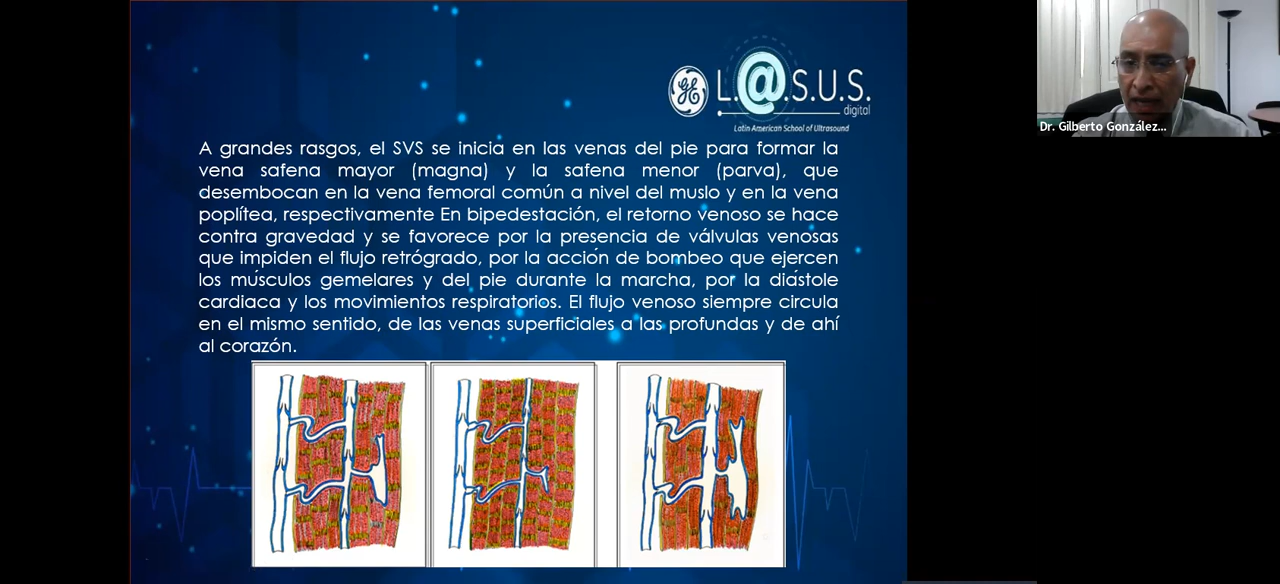 GE L.@.S.U.S.
digital
Latin American School of Ultrasound
Dr. Gilberto González...
A grandes rasgos, el SVS se inicia en las venas del pie para formar la
vena safena mayor (magna) y la safena menor (parva), que
desembocan en la vena femoral común a nivel del muslo y en la vena
poplítea, respectivamente En bipedestación, el retorno venoso se hace
contra gravedad y se favorece por la presencia de válvulas venosas
que impiden el flujo retrógrado, por la acción de bombeo que ejercen
los músculos gemelares y del pie durante la marcha, por la diástole
cardiaca y los movimientos respiratorios. El flujo venoso siempre circula
en el mismo sentido, de las venas superficiales a las profundas y de ahí
al corazón.